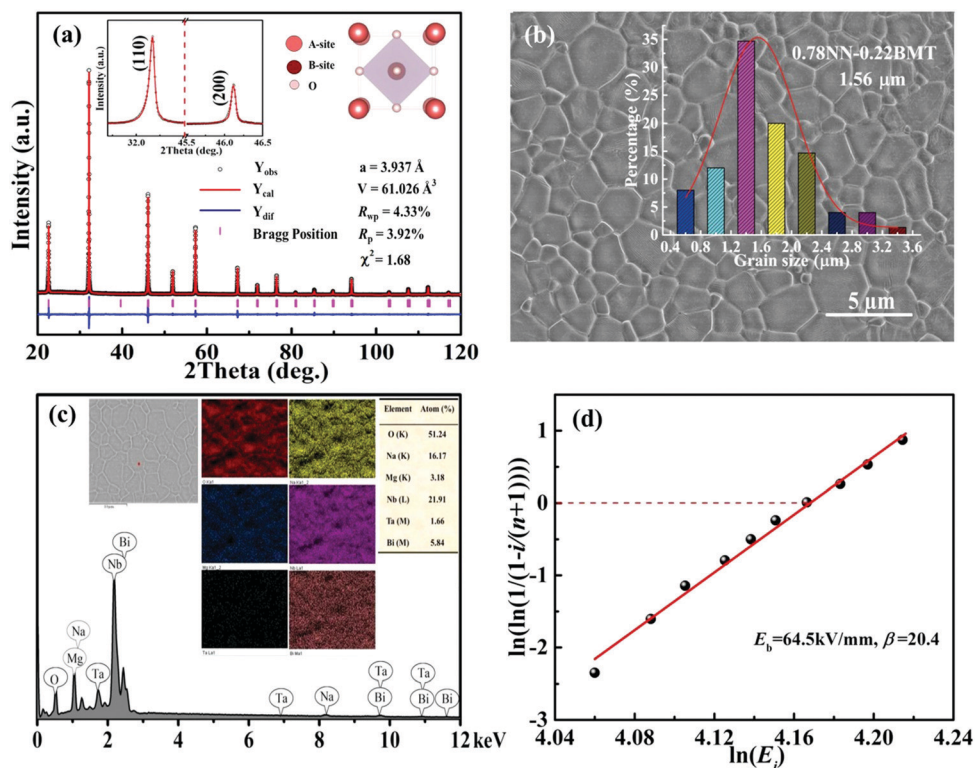 (a)
Intensity (a.u.)
(110)
(200)
32.0 45.5 46.0 46.5
2Theta (deg.)
A-site
B-site
O
Intensity (a.u.)
Yobs
Ycal
Ydif
Bragg Position
a = 3.937 Å
V = 61.026 Å³
Rwp = 4.33%
Rp = 3.92%
χ² = 1.68
20 40 60 80 100 120
2Theta (deg.)
(b)
0.78NN-0.22BMT
1.56 μm
Percentage (%)
35
30
25
20
15
10
5
0
0.4 0.8 1.2 1.6 2.0 2.4 2.8 3.2 3.6
Grain size (μm)
5 μm
(c)
Element Atom (%)
O (K) 51.24
Na (K) 16.17
Mg (K) 3.18
Nb (L) 21.91
Ta (M) 1.66
Bi (M) 5.84
Bi
Nb
Na
Mg
O
Ta
Ta
Na
Ta
Bi
Ta
Bi
Bi
0 2 4 6 8 10 12 keV
(d)
ln(ln(1/(1-i/(n+1))))
1
0
-1
-2
-3
Eb=64.5kV/mm, β=20.4
4.04 4.08 4.12 4.16 4.20 4.24
ln(Ei)